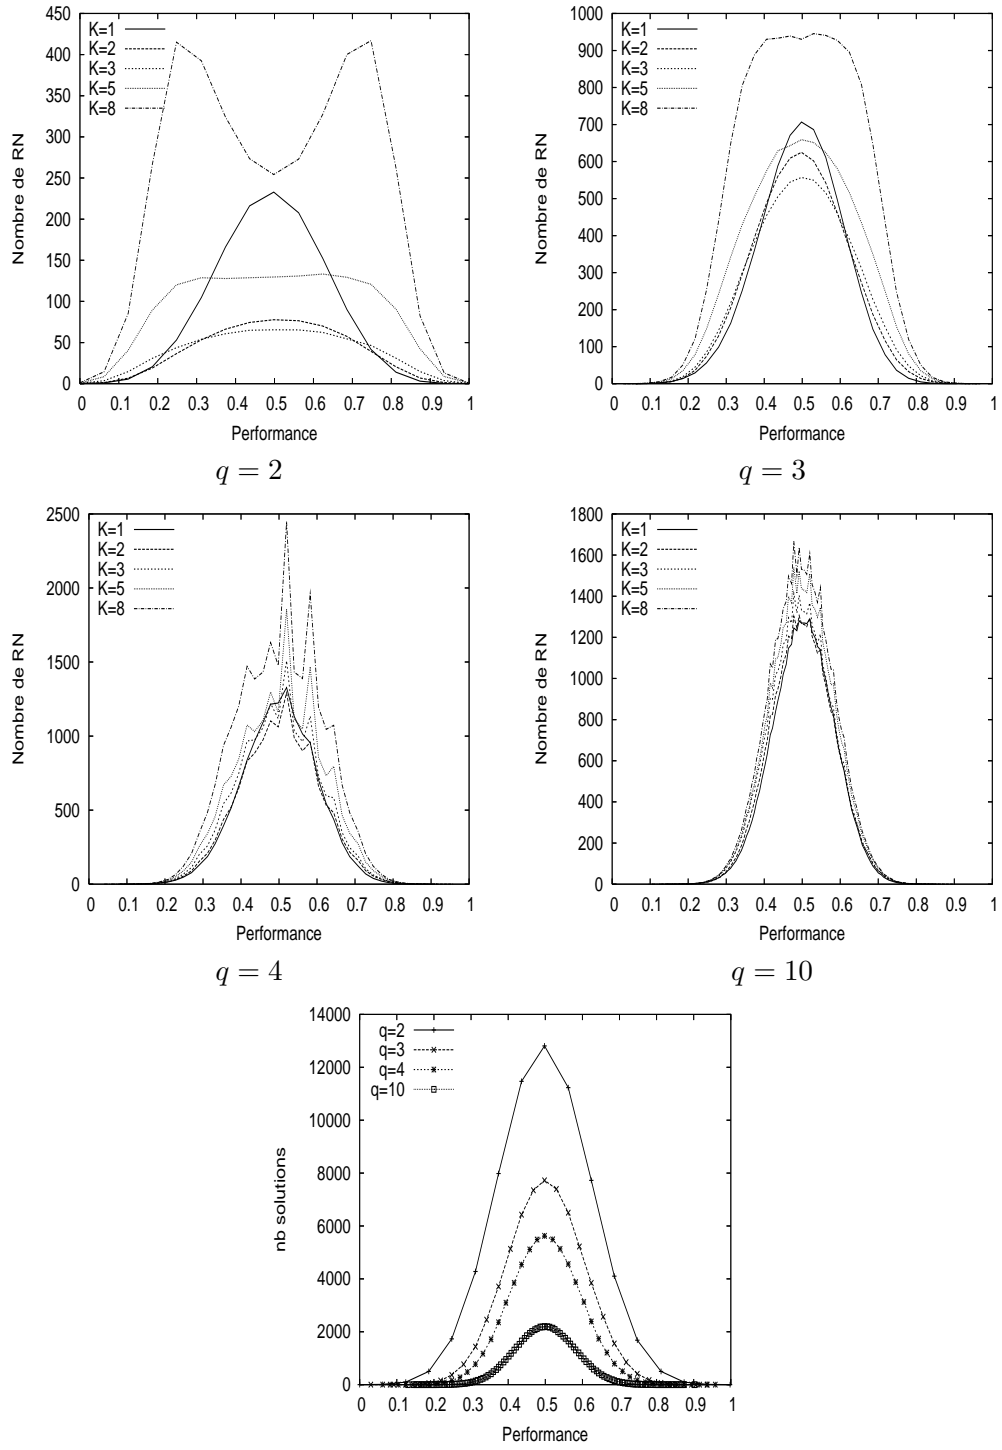 450
400
350
300
250
200
150
100
50
0
Nombre de RN
K=1
K=2
K=3
K=5
K=8
0 0.1 0.2 0.3 0.4 0.5 0.6 0.7 0.8 0.9 1
Performance
q = 2
1000
900
800
700
600
500
400
300
200
100
0
Nombre de RN
K=1
K=2
K=3
K=5
K=8
0 0.1 0.2 0.3 0.4 0.5 0.6 0.7 0.8 0.9 1
Performance
q = 3
2500
2000
1500
1000
500
0
Nombre de RN
K=1
K=2
K=3
K=5
K=8
0 0.1 0.2 0.3 0.4 0.5 0.6 0.7 0.8 0.9 1
Performance
q = 4
1800
1600
1400
1200
1000
800
600
400
200
0
Nombre de RN
K=1
K=2
K=3
K=5
K=8
0 0.1 0.2 0.3 0.4 0.5 0.6 0.7 0.8 0.9 1
Performance
q = 10
14000
12000
10000
8000
6000
4000
2000
0
nb solutions
q=2
q=3
q=4
q=10
0 0.1 0.2 0.3 0.4 0.5 0.6 0.7 0.8 0.9 1
Performance